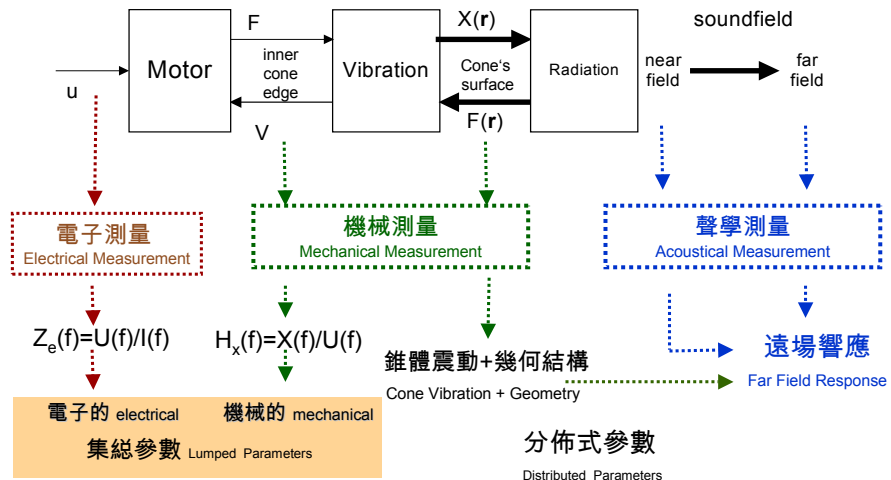 soundfield
F
X(r)
Motor
inner
cone
edge
Vibration
Cone's
surface
Radiation
near
field
far
field
u
V
F(r)
電子測量
Electrical Measurement
機械測量
Mechanical Measurement
聲學測量
Acoustical Measurement
Ze(f)=U(f)/I(f)
Hx(f)=X(f)/U(f)
錐體震動+幾何結構
Cone Vibration + Geometry
遠場響應
Far Field Response
電子的 electrical
機械的 mechanical
集総參數 Lumped Parameters
分佈式參數
Distributed Parameters